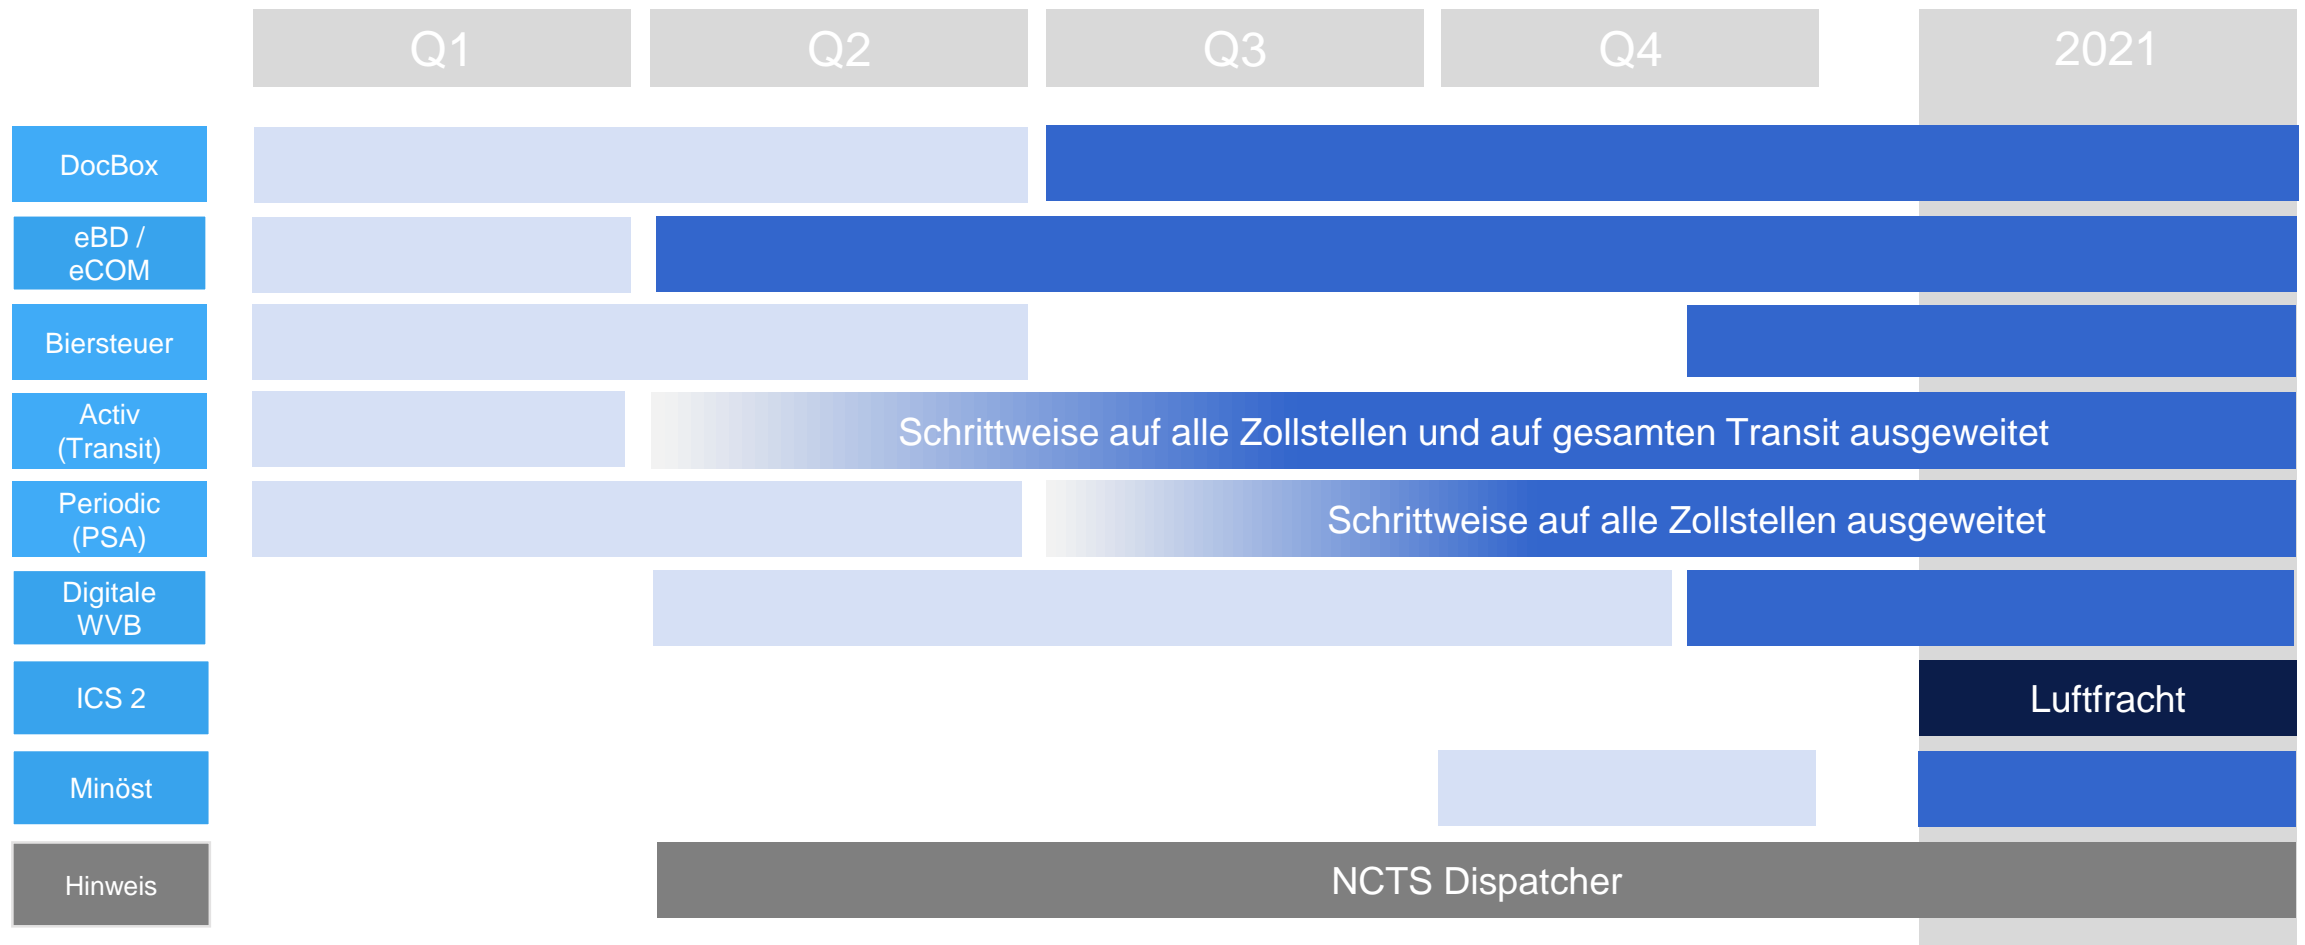 Q1
Q2
Q3
Q4
2021
DocBox
eBD /
eCOM
Biersteuer
Activ
(Transit)
Schrittweise auf alle Zollstellen und auf gesamten Transit ausgeweitet
Periodic
(PSA)
Schrittweise auf alle Zollstellen ausgeweitet
Digitale
WVB
ICS 2
Luftfracht
Minöst
Hinweis
NCTS Dispatcher